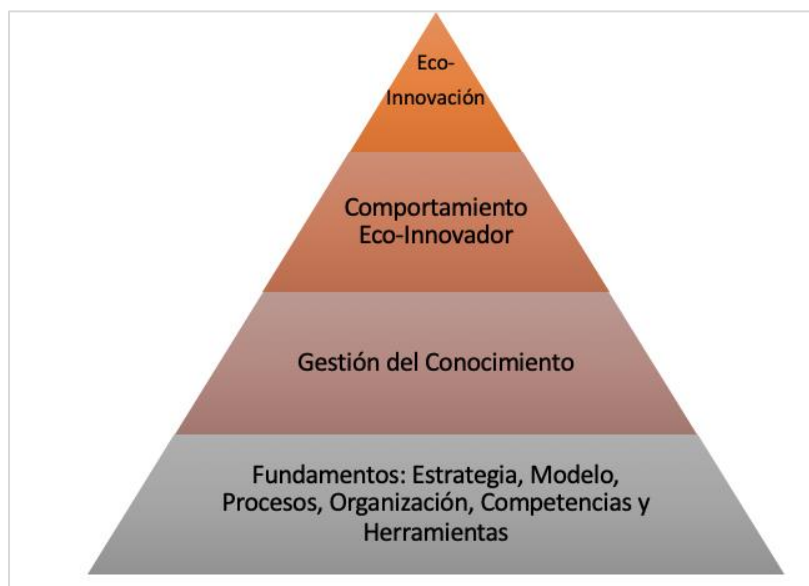 Eco-
Innovación
Comportamiento
Eco-Innovador
Gestión del Conocimiento
Fundamentos: Estrategia, Modelo,
Procesos, Organización, Competencias y
Herramientas